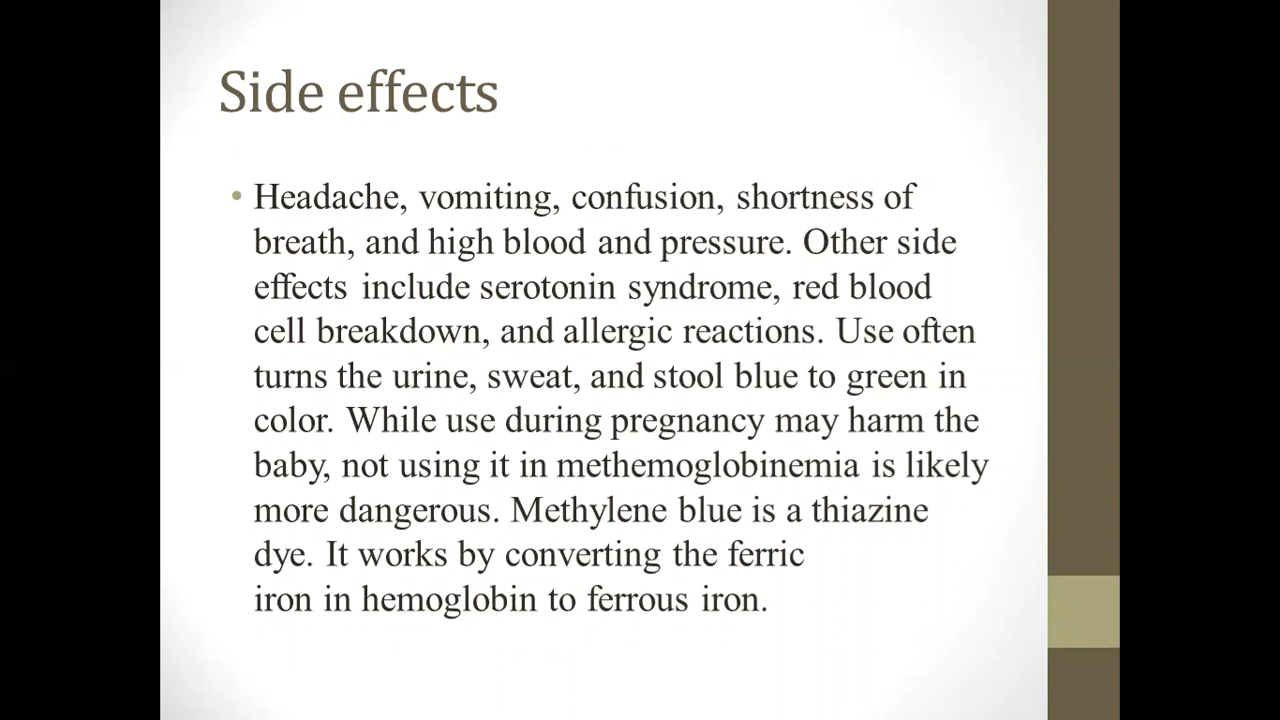 Side effects
• Headache, vomiting, confusion, shortness of
breath, and high blood and pressure. Other side
effects include serotonin syndrome, red blood
cell breakdown, and allergic reactions. Use often
turns the urine, sweat, and stool blue to green in
color. While use during pregnancy may harm the
baby, not using it in methemoglobinemia is likely
more dangerous. Methylene blue is a thiazine
dye. It works by converting the ferric
iron in hemoglobin to ferrous iron.